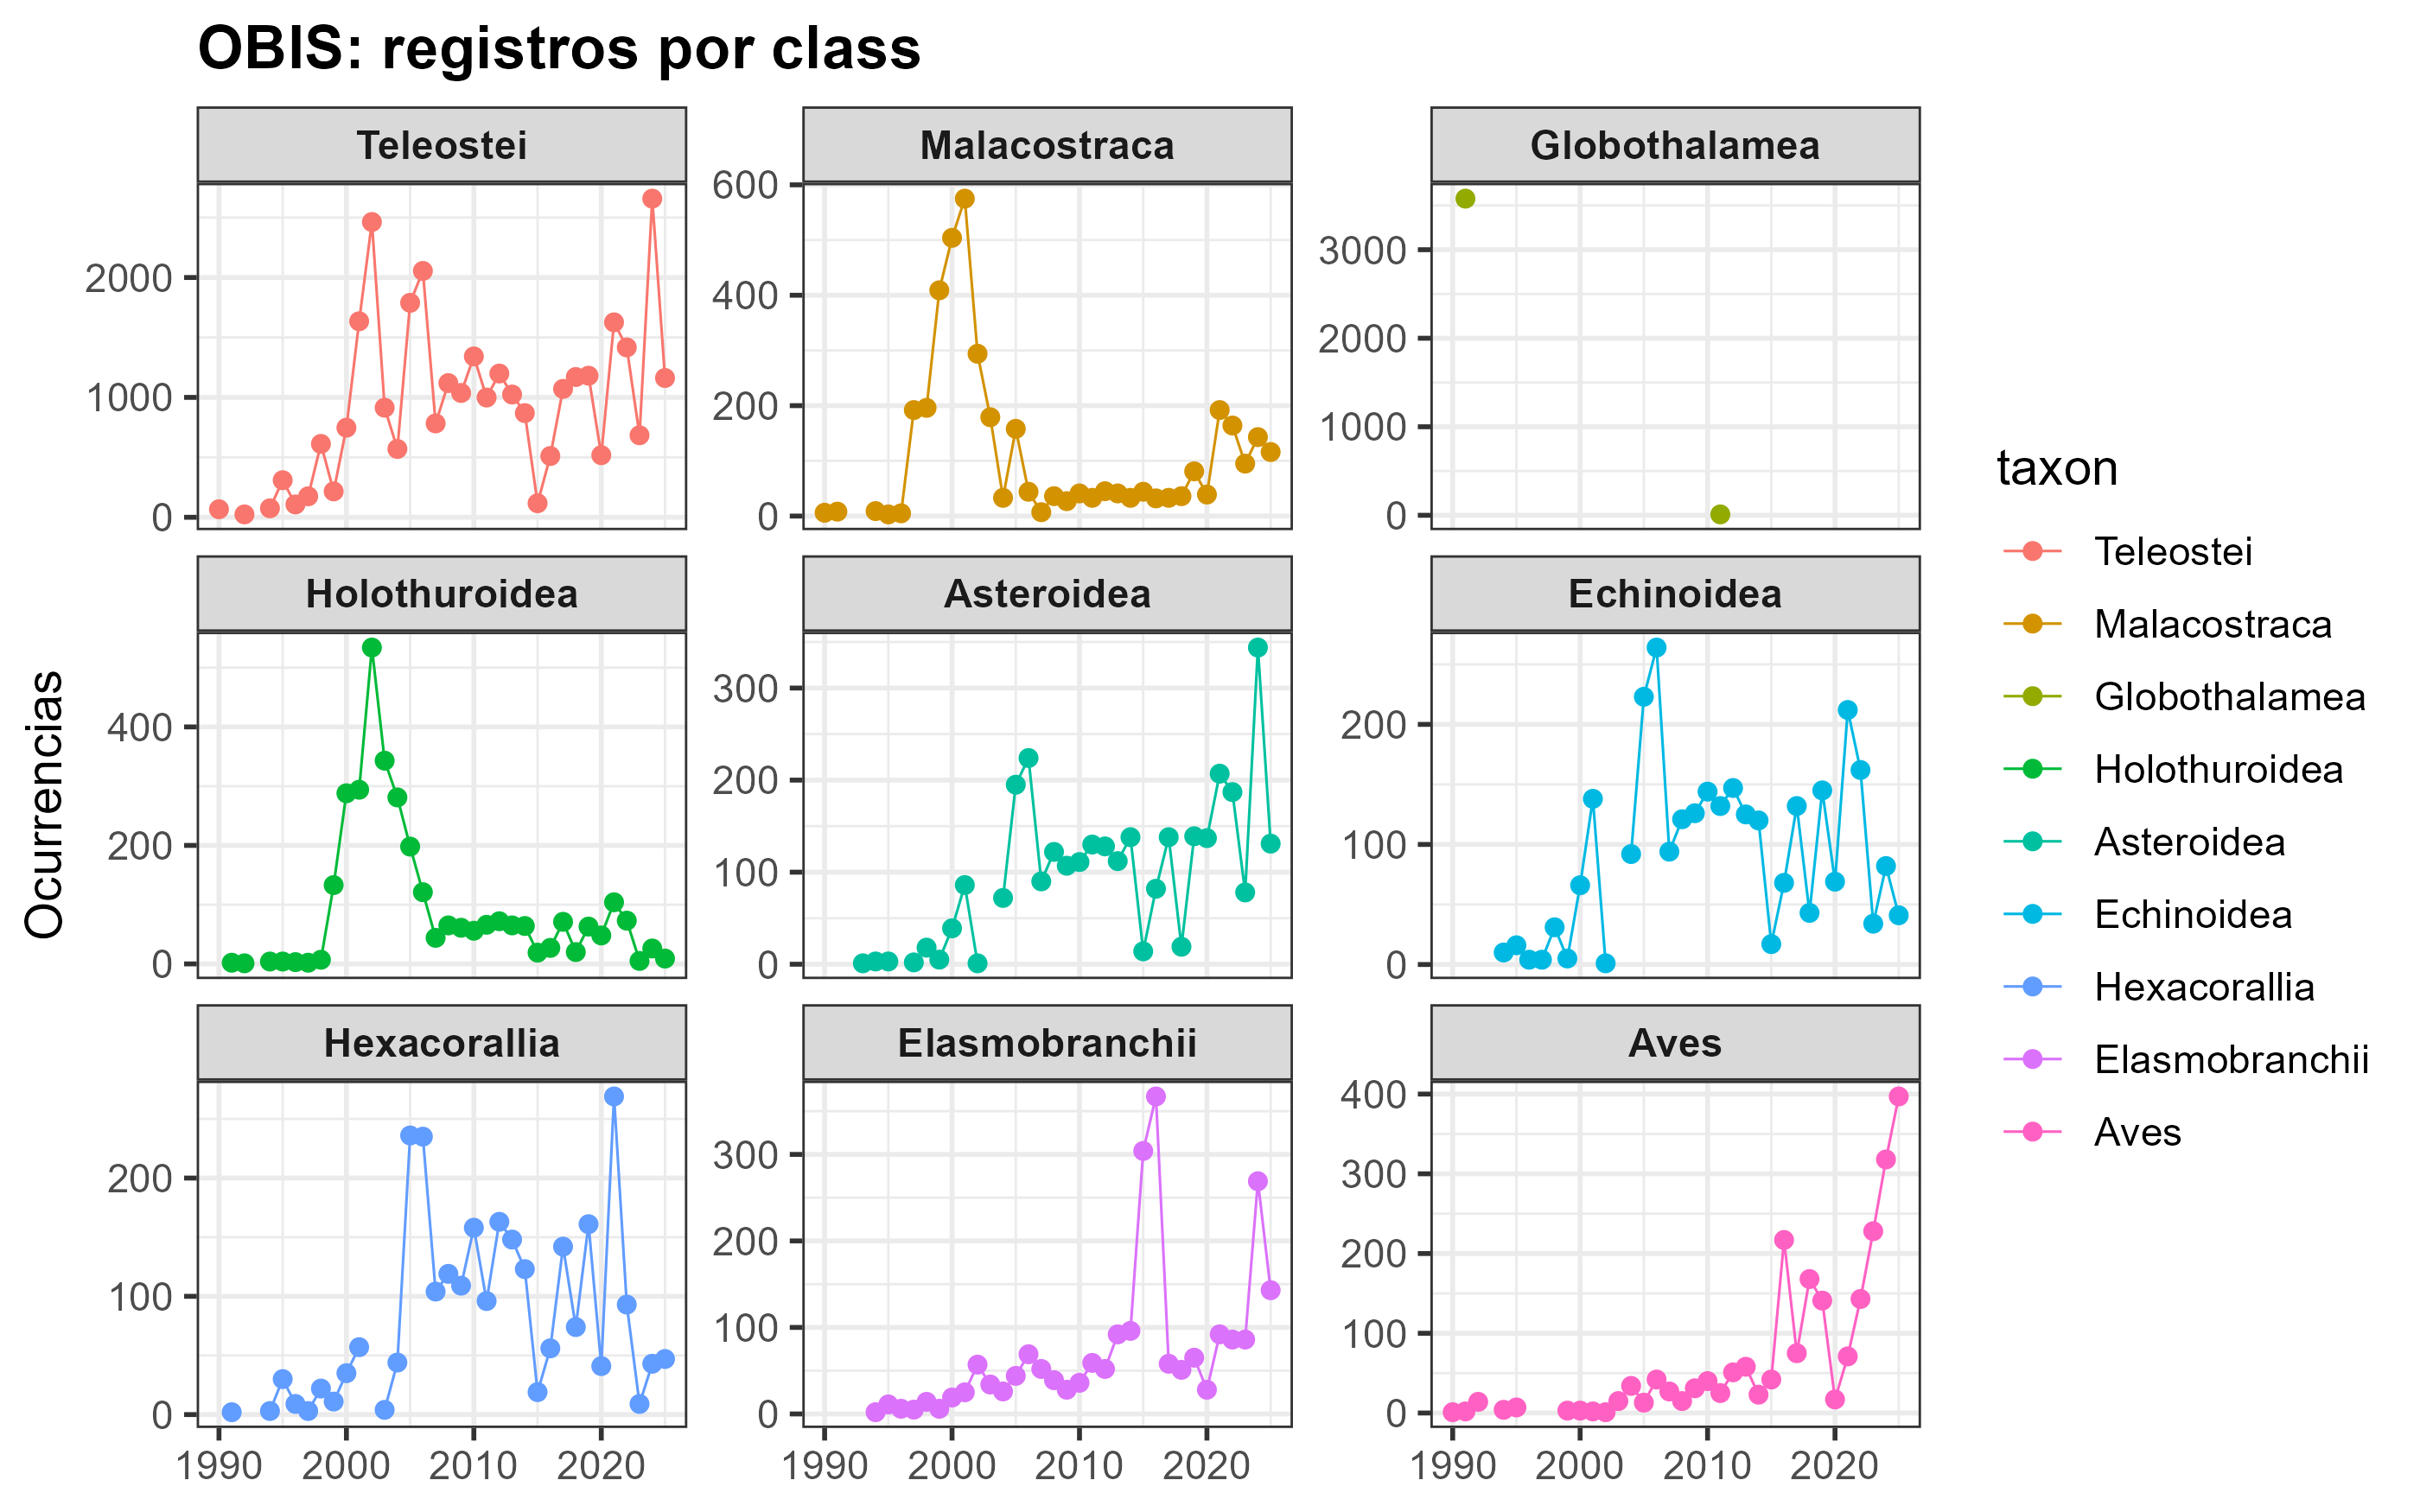 OBIS: registros por class
Teleostei
Malacostraca
Globothalamea
2000
1000
0
600
400
200
0
3000
2000
1000
0
Holothuroidea
Asteroidea
Echinoidea
400
200
0
300
200
100
0
200
100
0
Hexacorallia
Elasmobranchii
Aves
200
100
0
300
200
100
0
400
300
200
100
0
1990 2000 2010 2020
1990 2000 2010 2020
1990 2000 2010 2020
Ocurrencias
taxon
Teleostei
Malacostraca
Globothalamea
Holothuroidea
Asteroidea
Echinoidea
Hexacorallia
Elasmobranchii
Aves